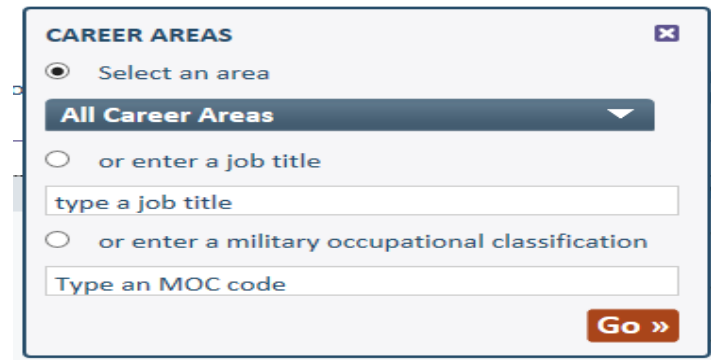 CAREER AREAS
Select an area
All Career Areas
or enter a job title
type a job title
or enter a military occupational classification
Type an MOC code
Go »